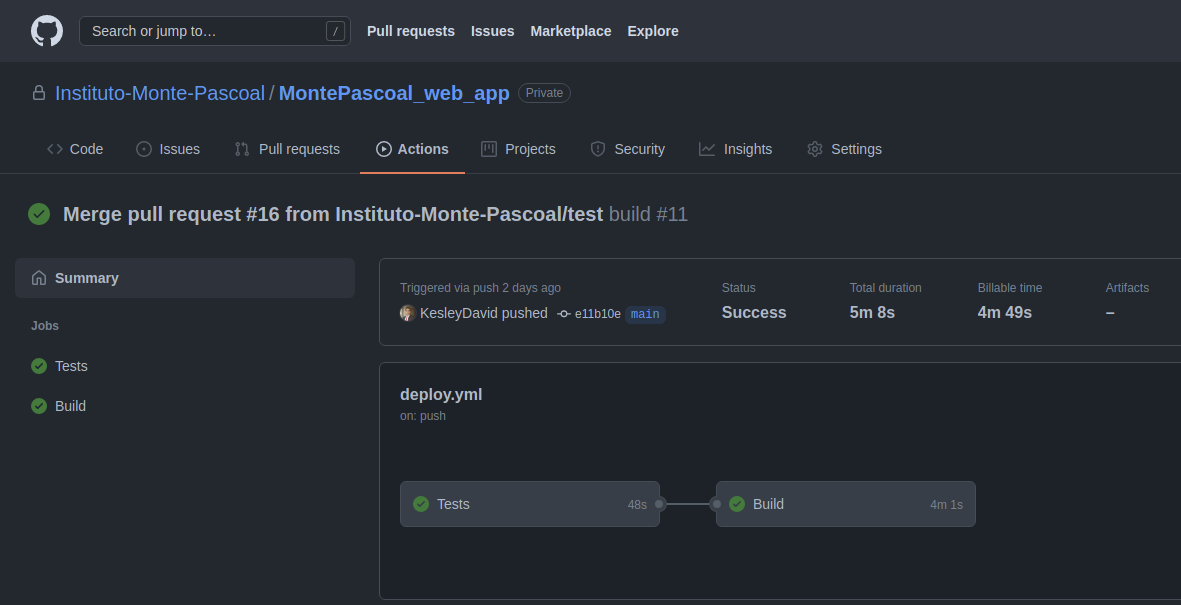 Search or jump to… / Pull requests Issues Marketplace Explore
Instituto-Monte-Pascoal / MontePascoal_web_app Private
Code Issues Pull requests Actions Projects Security Insights Settings
Merge pull request #16 from Instituto-Monte-Pascoal/test build #11
Summary
Jobs
Tests
Build
Triggered via push 2 days ago
KesleyDavid pushed e11b10e main
Status
Success
Total duration
5m 8s
Billable time
4m 49s
Artifacts
–
deploy.yml
on: push
Tests 48s
Build 4m 1s